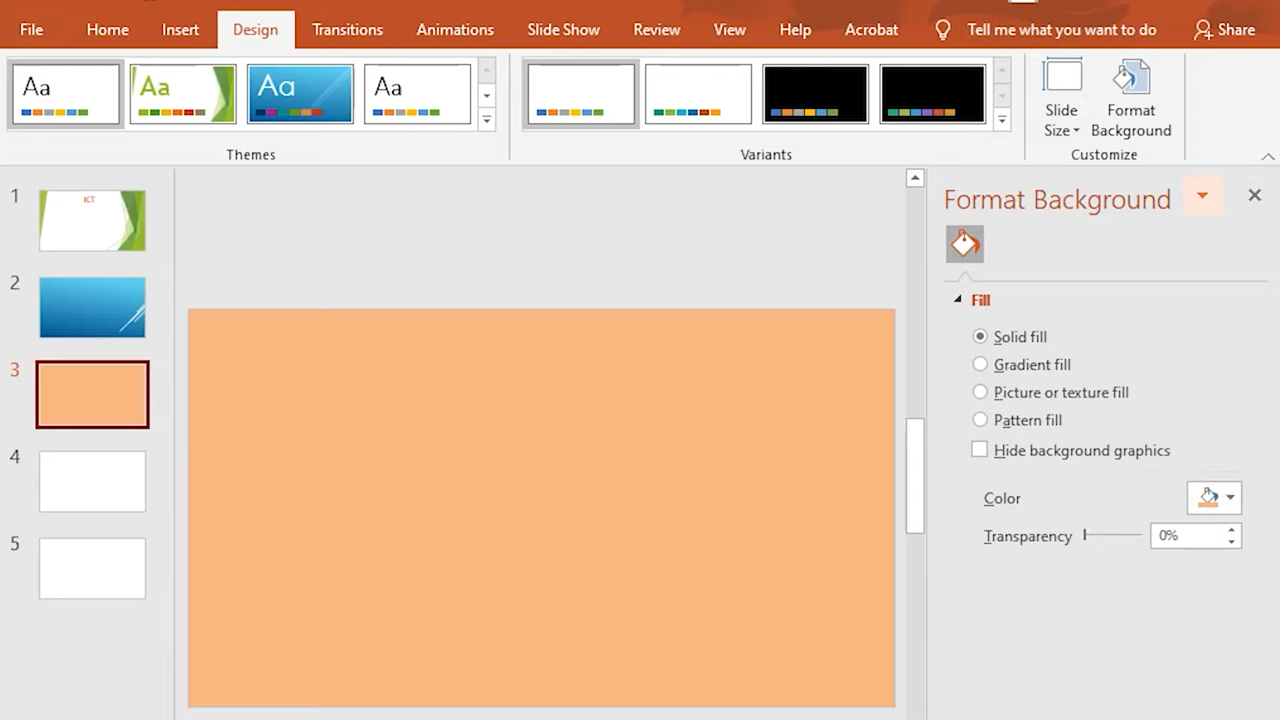 File Home Insert Design Transitions Animations Slide Show Review View Help Acrobat Tell me what you want to do Share
Aa Aa Aa Aa
Slide Size Format Background
Themes Variants Customize
1
ICT
2
3
4
5
Format Background
Fill
Solid fill
Gradient fill
Picture or texture fill
Pattern fill
Hide background graphics
Color
Transparency 0%